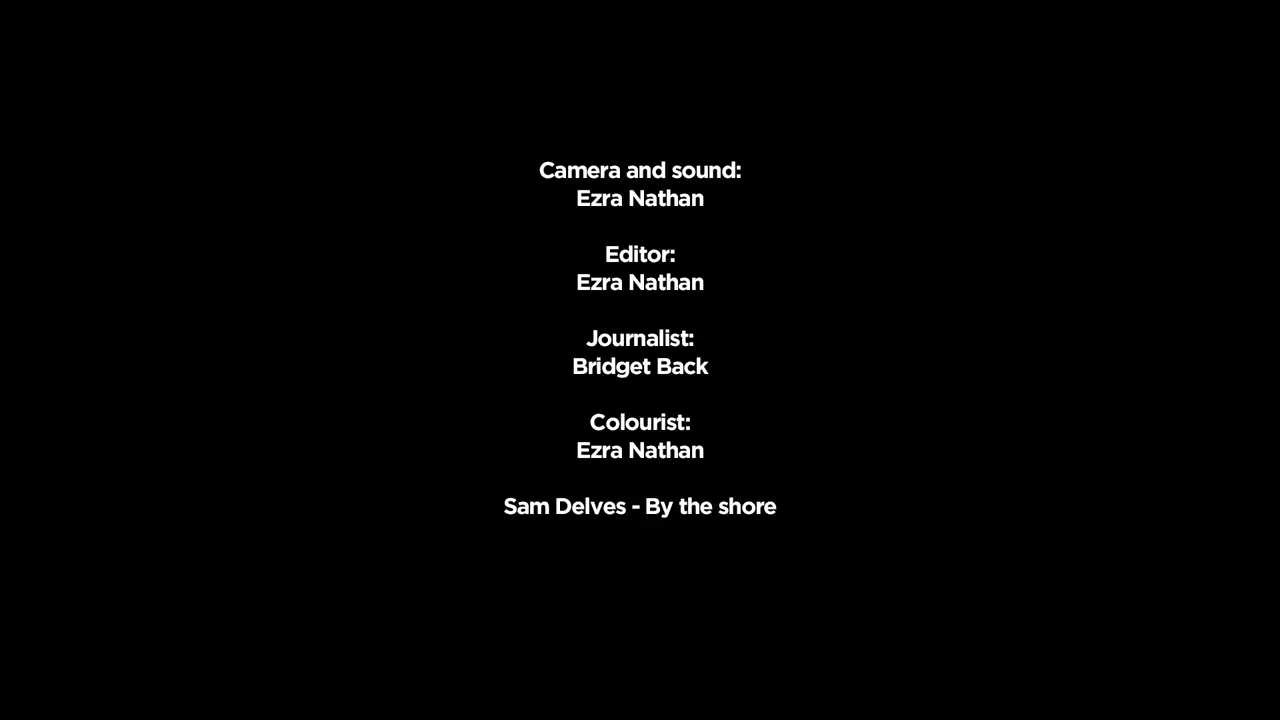 Camera and sound:
Ezra Nathan
Editor:
Ezra Nathan
Journalist:
Bridget Back
Colourist:
Ezra Nathan
Sam Delves - By the shore